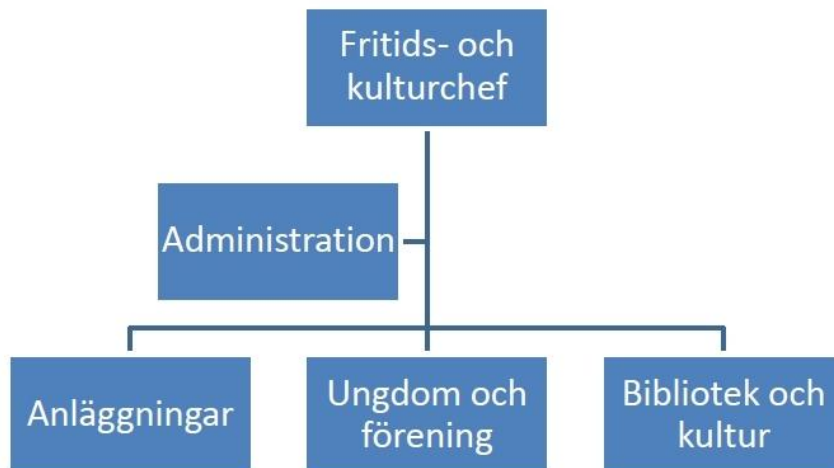 Fritids- och
kulturchef
Administration
Anläggningar
Ungdom och
förening
Bibliotek och
kultur